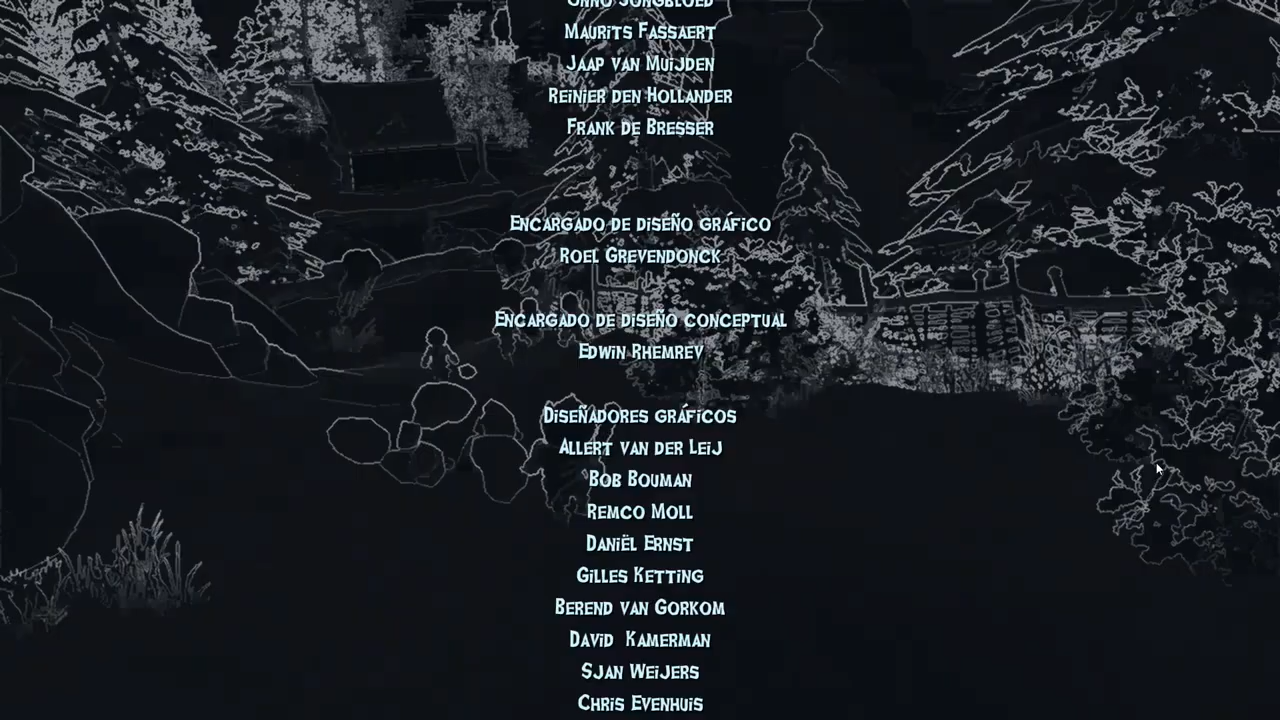 Onno Jongbloed
Maurits Fassaert
Jaap van Muijden
Reinier den Hollander
Frank de Bresser
Encargado de diseño gráfico
Roel Grevendonck
Encargado de diseño conceptual
Edwin Rhemrev
Diseñadores gráficos
Allert van der Leij
Bob Bouman
Remco Moll
Daniël Ernst
Gilles Ketting
Berend van Gorkom
David Kamerman
Sjan Weijers
Chris Evenhuis